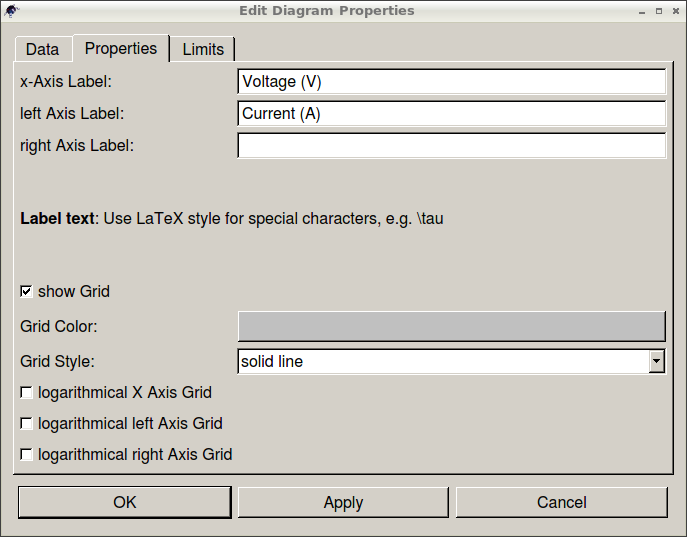 Edit Diagram Properties
Data Properties Limits
x-Axis Label: Voltage (V)
left Axis Label: Current (A)
right Axis Label:
Label text: Use LaTeX style for special characters, e.g. \tau
show Grid
Grid Color:
Grid Style: solid line
logarithmical X Axis Grid
logarithmical left Axis Grid
logarithmical right Axis Grid
OK Apply Cancel